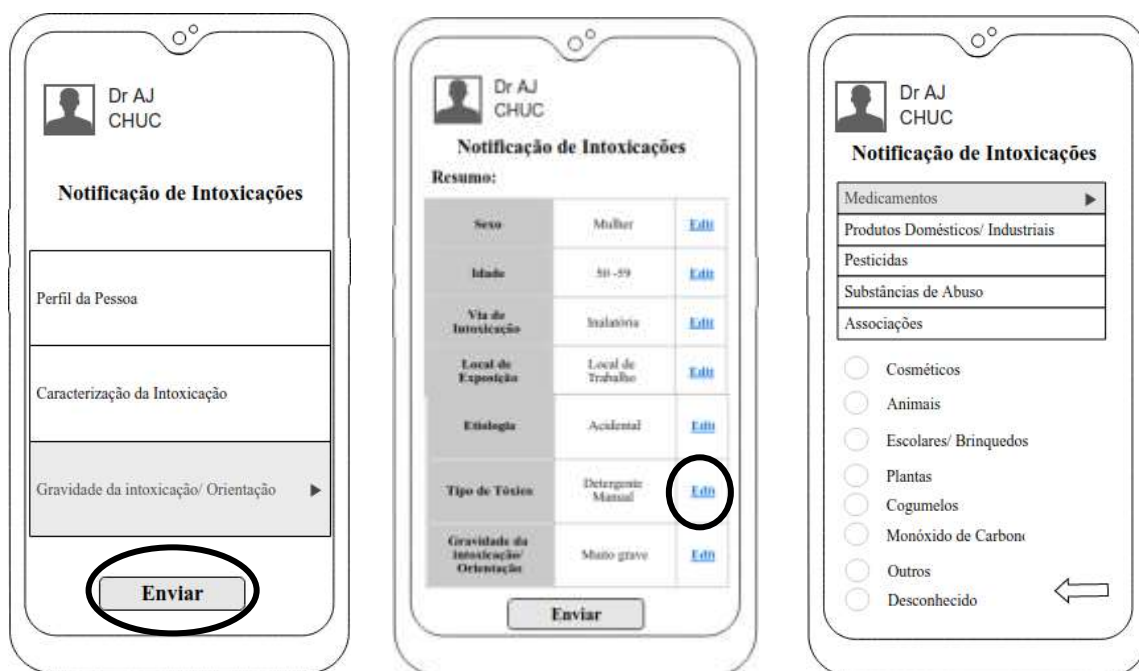 Dr AJ
CHUC
Notificação de Intoxicações
Perfil da Pessoa
Caracterização da Intoxicação
Gravidade da intoxicação/ Orientação
Enviar
Dr AJ
CHUC
Notificação de Intoxicações
Resumo:
Sexo Mulher Edit
Idade 50 -59 Edit
Via de
Intoxicação Inalatória Edit
Local de
Exposição Local de
Trabalho Edit
Etiologia Acidental Edit
Tipo de Tóxico Detergente
Manual Edit
Gravidade da
intoxicação/
Orientação Muito grave Edit
Enviar
Dr AJ
CHUC
Notificação de Intoxicações
Medicamentos
Produtos Domésticos/ Industriais
Pesticidas
Substâncias de Abuso
Associações
Cosméticos
Animais
Escolares/ Brinquedos
Plantas
Cogumelos
Monóxido de Carbono
Outros
Desconhecido